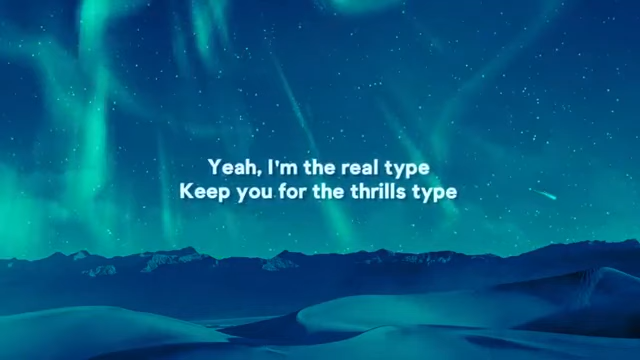 Yeah, I'm the real type
Keep you for the thrills type